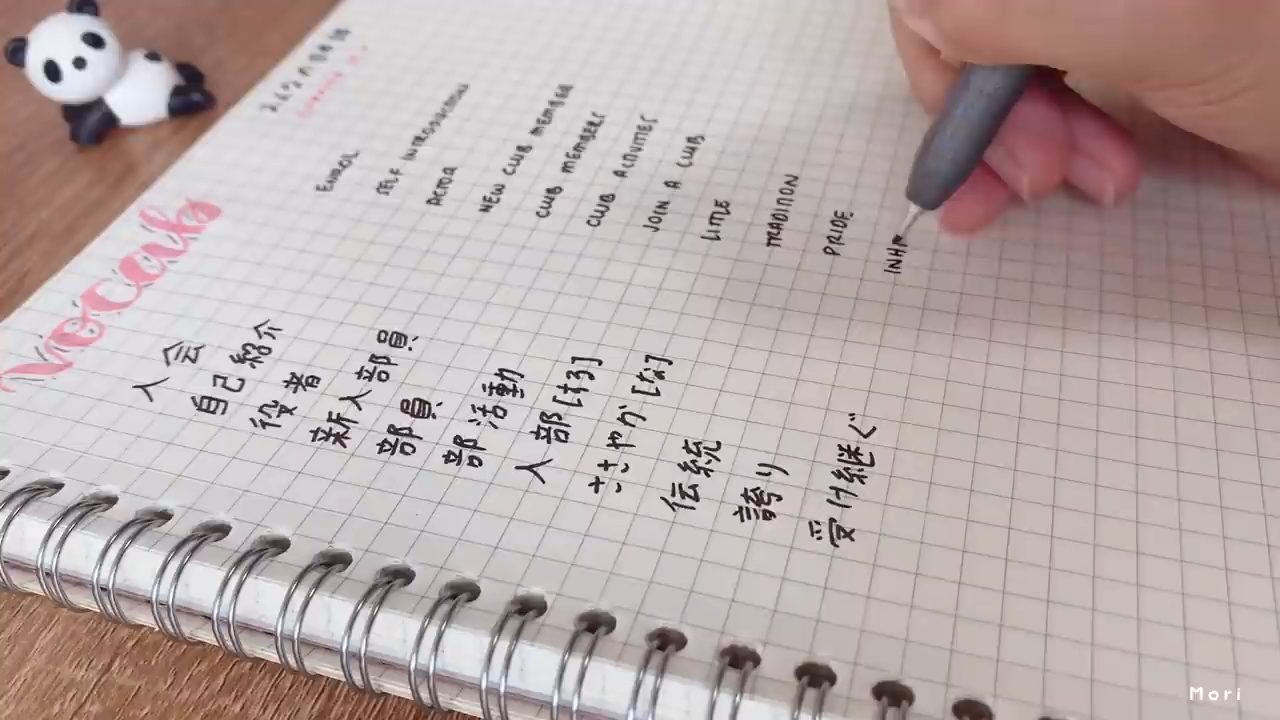 Vocab
入会 ENROL
自己紹介 SELF INTRODUCTION
役者 ACTOR
新入部員 NEW CLUB MEMBER
部員 CLUB MEMBERS
部活動 CLUB ACTIVITIES
入部[する] JOIN A CLUB
ささやか[な] LITTLE
伝統 TRADITION
誇り PRIDE
受け継ぐ INH
Mori